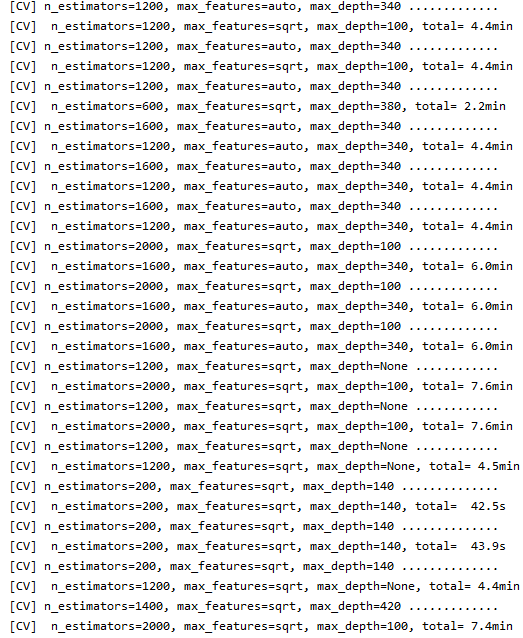 [CV] n_estimators=1200, max_features=auto, max_depth=340 .............
[CV]  n_estimators=1200, max_features=sqrt, max_depth=100, total= 4.4min
[CV] n_estimators=1200, max_features=auto, max_depth=340 .............
[CV]  n_estimators=1200, max_features=sqrt, max_depth=100, total= 4.4min
[CV] n_estimators=1200, max_features=auto, max_depth=340 .............
[CV]  n_estimators=600, max_features=sqrt, max_depth=380, total= 2.2min
[CV] n_estimators=1600, max_features=auto, max_depth=340 .............
[CV]  n_estimators=1200, max_features=auto, max_depth=340, total= 4.4min
[CV] n_estimators=1600, max_features=auto, max_depth=340 .............
[CV]  n_estimators=1200, max_features=auto, max_depth=340, total= 4.4min
[CV] n_estimators=1600, max_features=auto, max_depth=340 .............
[CV]  n_estimators=1200, max_features=auto, max_depth=340, total= 4.4min
[CV] n_estimators=2000, max_features=sqrt, max_depth=100 .............
[CV]  n_estimators=1600, max_features=auto, max_depth=340, total= 6.0min
[CV] n_estimators=2000, max_features=sqrt, max_depth=100 .............
[CV]  n_estimators=1600, max_features=auto, max_depth=340, total= 6.0min
[CV] n_estimators=2000, max_features=sqrt, max_depth=100 .............
[CV]  n_estimators=1600, max_features=auto, max_depth=340, total= 6.0min
[CV] n_estimators=1200, max_features=sqrt, max_depth=None ............
[CV]  n_estimators=2000, max_features=sqrt, max_depth=100, total= 7.6min
[CV] n_estimators=1200, max_features=sqrt, max_depth=None ............
[CV]  n_estimators=2000, max_features=sqrt, max_depth=100, total= 7.6min
[CV] n_estimators=1200, max_features=sqrt, max_depth=None ............
[CV]  n_estimators=1200, max_features=sqrt, max_depth=None, total= 4.5min
[CV] n_estimators=200, max_features=sqrt, max_depth=140 ..............
[CV]  n_estimators=200, max_features=sqrt, max_depth=140, total=  42.5s
[CV] n_estimators=200, max_features=sqrt, max_depth=140 ..............
[CV]  n_estimators=200, max_features=sqrt, max_depth=140, total=  43.9s
[CV] n_estimators=200, max_features=sqrt, max_depth=140 ..............
[CV]  n_estimators=1200, max_features=sqrt, max_depth=None, total= 4.4min
[CV] n_estimators=1400, max_features=sqrt, max_depth=420 .............
[CV]  n_estimators=2000, max_features=sqrt, max_depth=100, total= 7.4min